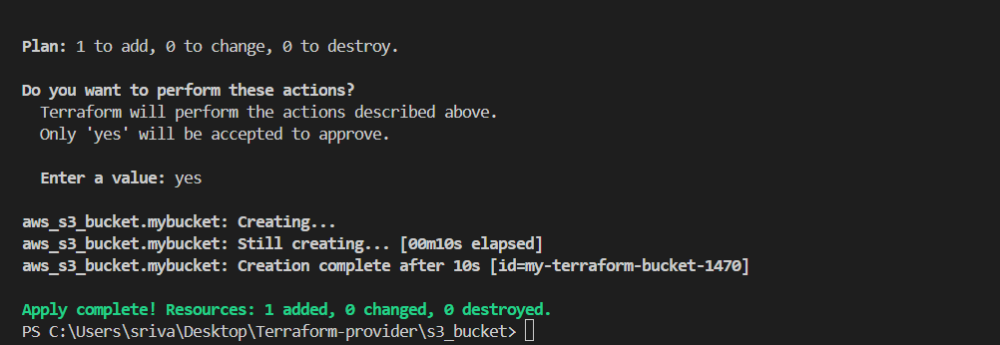 Plan: 1 to add, 0 to change, 0 to destroy.
Do you want to perform these actions?
Terraform will perform the actions described above.
Only 'yes' will be accepted to approve.
Enter a value: yes
aws_s3_bucket.mybucket: Creating...
aws_s3_bucket.mybucket: Still creating... [00m10s elapsed]
aws_s3_bucket.mybucket: Creation complete after 10s [id=my-terraform-bucket-1470]
Apply complete! Resources: 1 added, 0 changed, 0 destroyed.
PS C:\Users\sriva\Desktop\Terraform-provider\s3_bucket>